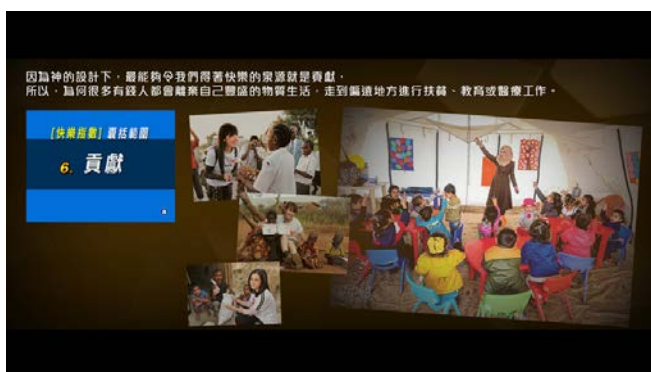 因為神的設計下，最能夠令我們得著快樂的泉源就是貢獻，
所以，為何很多有錢人都會離棄自己豐盛的物質生活，走到偏遠地方進行扶貧、教育或醫療工作。
[快樂指數] 覆括範圍
6. 貢獻